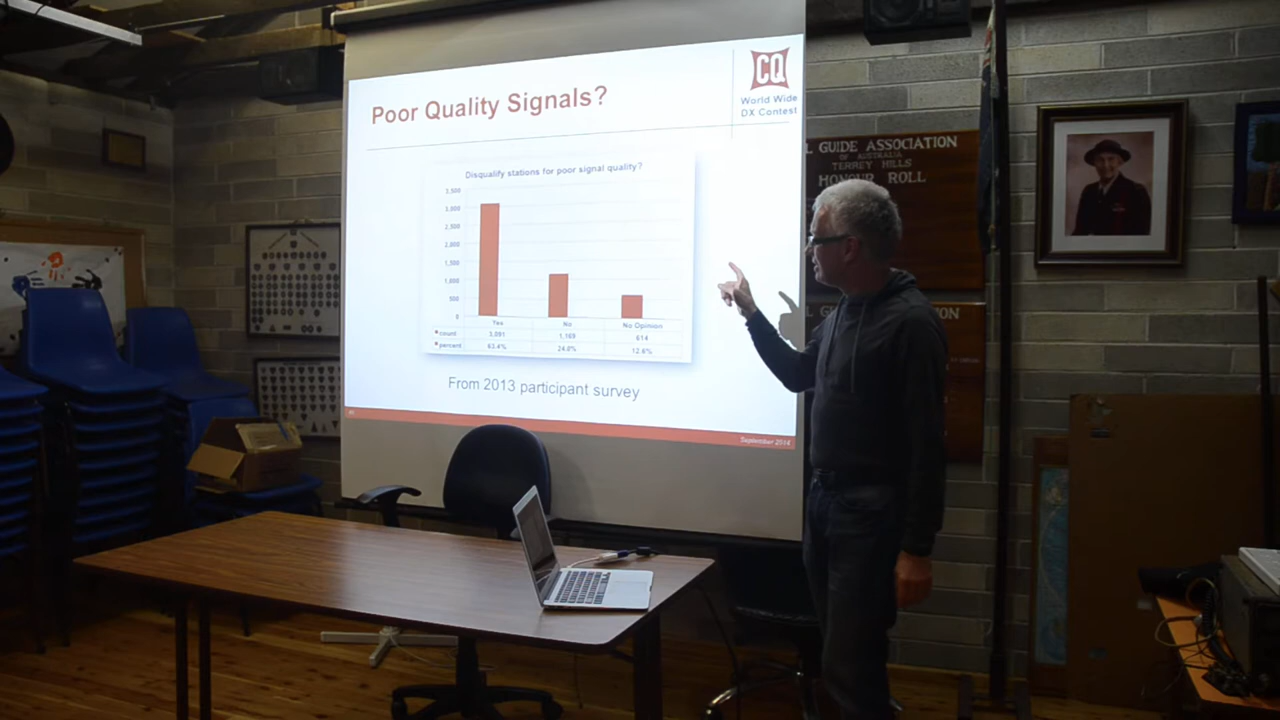 Poor Quality Signals?
CQ
World Wide
DX Contest
Disqualify stations for poor signal quality?
3,500
3,000
2,500
2,000
1,500
1,000
500
0
Yes No No Opinion
count 3,091 1,169 614
percent 63.4% 24.0% 12.6%
From 2013 participant survey
September 2014
L GUIDE ASSOCIATION
OF AUSTRALIA
TERREY HILLS
HONOUR ROLL
L G
ON